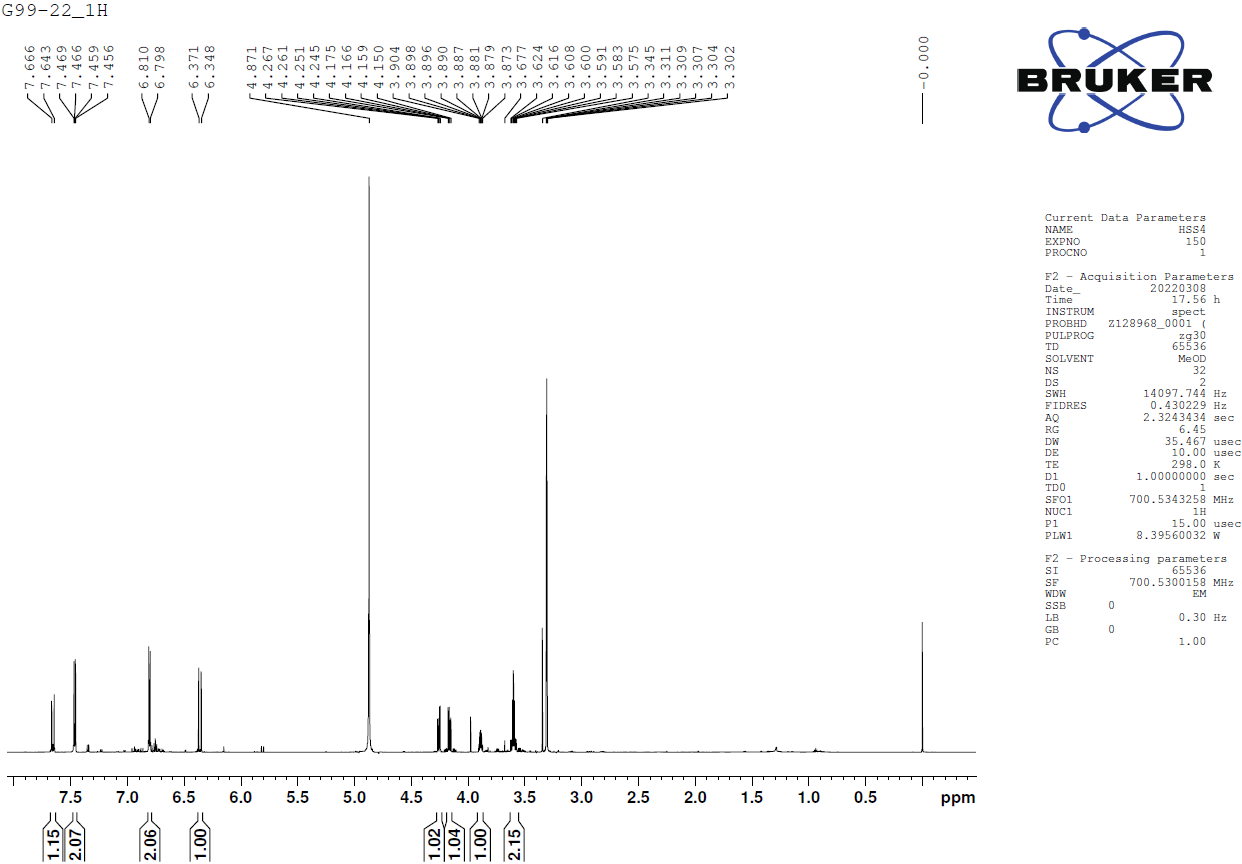 G99-22_1H
7.666
7.643
7.469
7.466
7.459
7.456
6.810
6.798
6.371
6.348
4.871
4.267
4.261
4.251
4.245
4.175
4.166
4.159
4.150
3.904
3.898
3.896
3.890
3.887
3.881
3.879
3.873
3.677
3.624
3.616
3.608
3.600
3.591
3.583
3.575
3.345
3.311
3.309
3.307
3.304
3.302
-0.000
BRUKER
Current Data Parameters
NAME HSS4
EXPNO 150
PROCNO 1
F2 - Acquisition Parameters
Date_ 20220308
Time 17.56 h
INSTRUM spect
PROBHD Z128968_0001 (
PULPROG zg30
TD 65536
SOLVENT MeOD
NS 32
DS 2
SWH 14097.744 Hz
FIDRES 0.430229 Hz
AQ 2.3243434 sec
RG 6.45
DW 35.467 usec
DE 10.00 usec
TE 298.0 K
D1 1.00000000 sec
TD0 1
SFO1 700.5343258 MHz
NUC1 1H
P1 15.00 usec
PLW1 8.39560032 W
F2 - Processing parameters
SI 65536
SF 700.5300158 MHz
WDW EM
SSB 0
LB 0.30 Hz
GB 0
PC 1.00
7.5 7.0 6.5 6.0 5.5 5.0 4.5 4.0 3.5 3.0 2.5 2.0 1.5 1.0 0.5 ppm
1.15
2.07
2.06
1.00
1.02
1.04
1.00
2.15